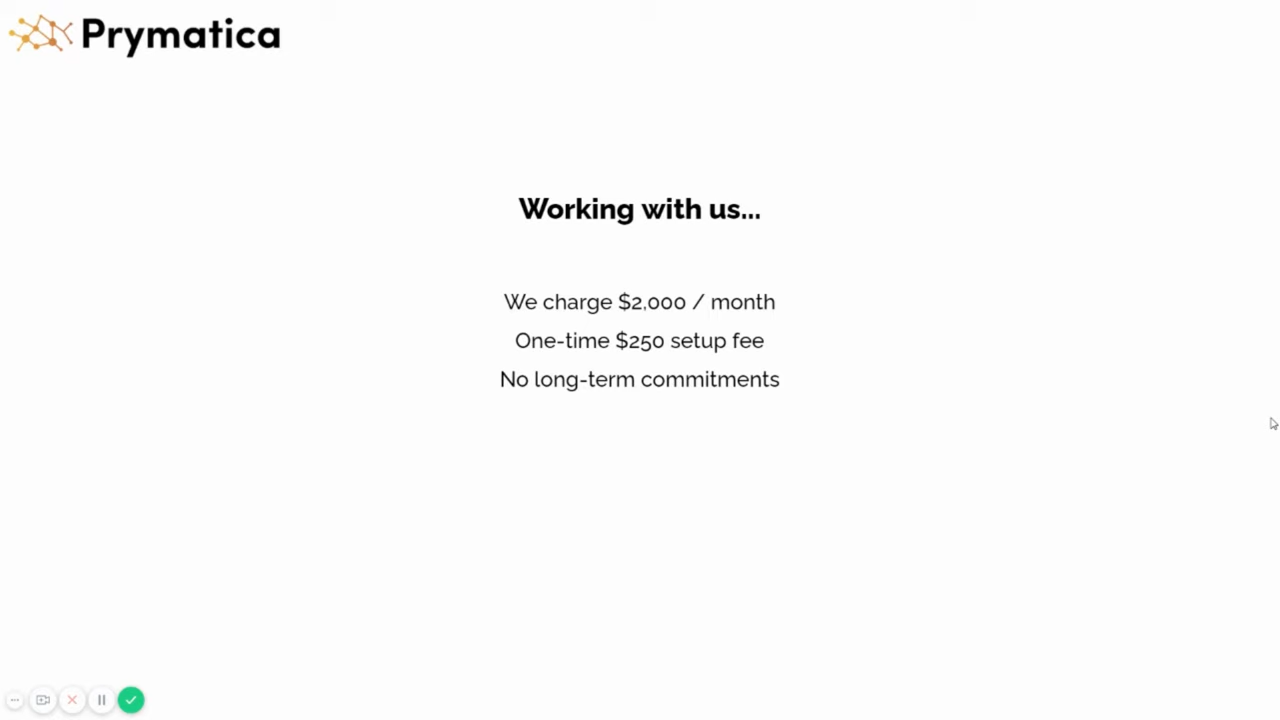 Prymatica
Working with us...
We charge $2,000 / month
One-time $250 setup fee
No long-term commitments